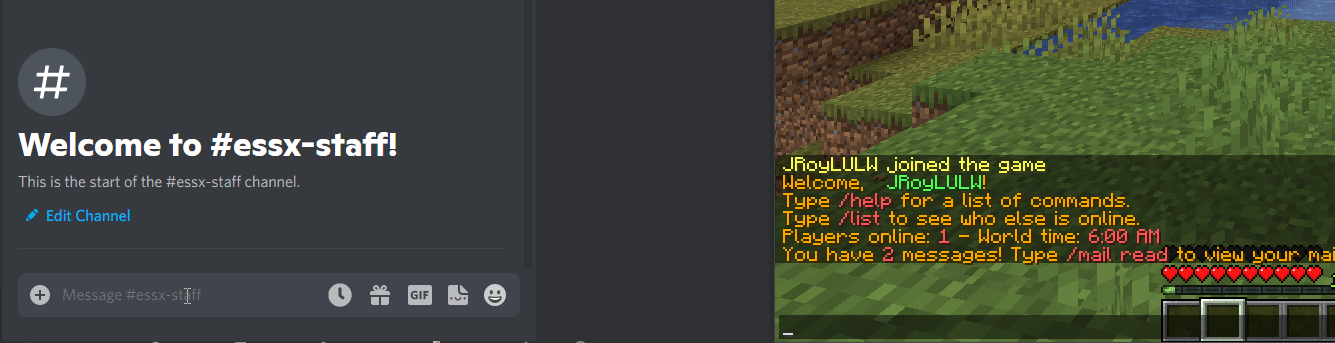 #
Welcome to #essx-staff!
This is the start of the #essx-staff channel.
Edit Channel
Message #essx-staff
GIF
JRoyLULW joined the game
Welcome, JRoyLULW!
Type /help for a list of commands.
Type /list to see who else is online.
Players online: 1 - World time: 6:00 AM
You have 2 messages! Type /mail read to view your mai
_